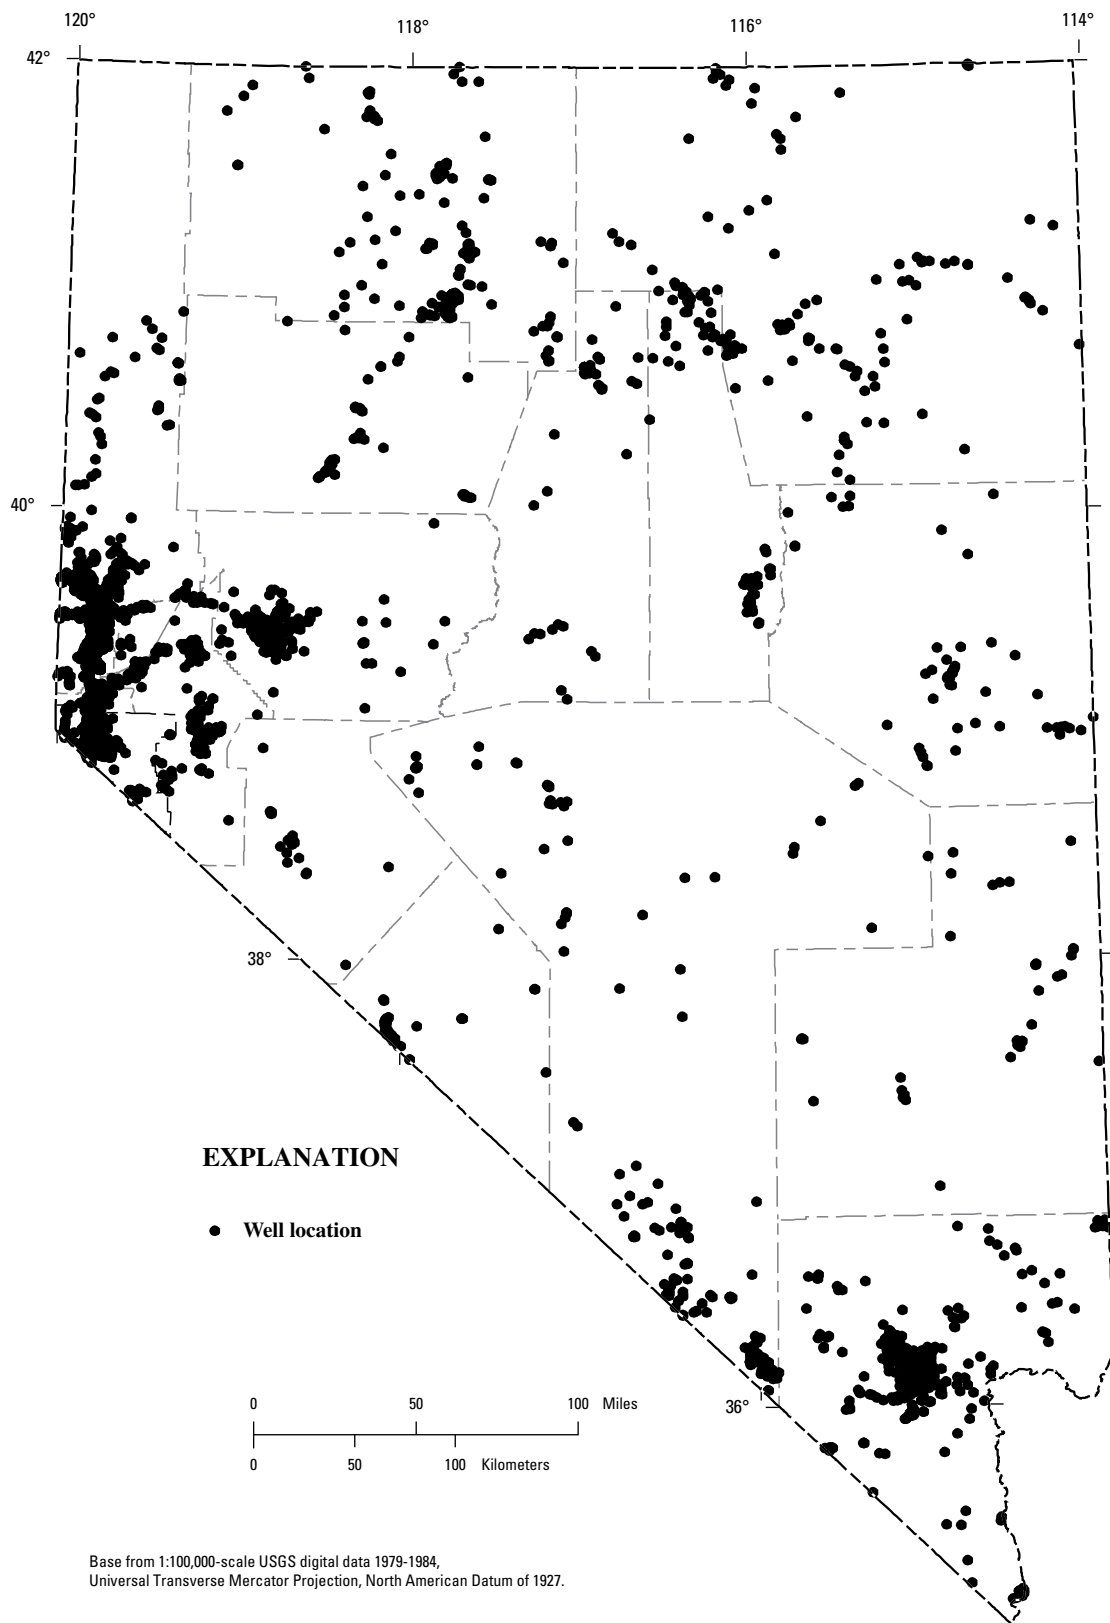 120°
118°
116°
114°
42°
40°
38°
EXPLANATION
Well location
36°
0 50 100 Miles
0 50 100 Kilometers
Base from 1:100,000-scale USGS digital data 1979-1984,
Universal Transverse Mercator Projection, North American Datum of 1927.